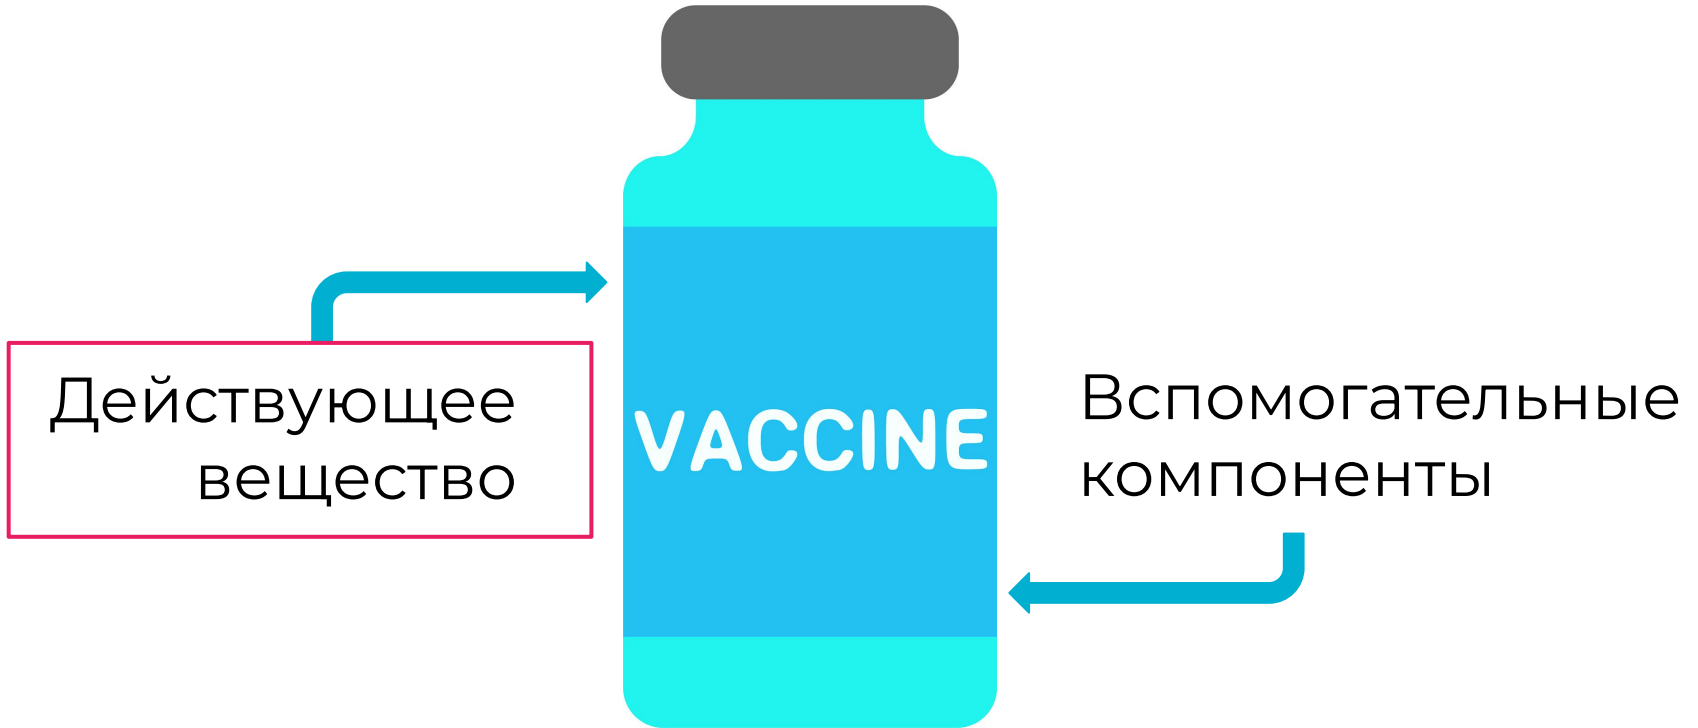 Действующее
вещество
VACCINE
Вспомогательные
компоненты